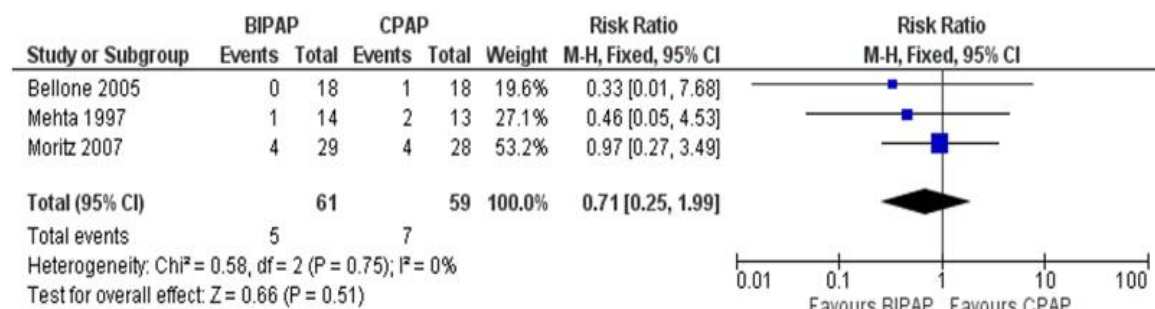 BIPAP CPAP Risk Ratio Risk Ratio
Study or Subgroup Events Total Events Total Weight M-H, Fixed, 95% CI M-H, Fixed, 95% CI
Bellone 2005 0 18 1 18 19.6% 0.33 [0.01, 7.68]
Mehta 1997 1 14 2 13 27.1% 0.46 [0.05, 4.53]
Moritz 2007 4 29 4 28 53.2% 0.97 [0.27, 3.49]
Total (95% CI) 61 59 100.0% 0.71 [0.25, 1.99]
Total events 5 7
Heterogeneity: Chi² = 0.58, df = 2 (P = 0.75); I² = 0%
Test for overall effect: Z = 0.66 (P = 0.51)
0.01 0.1 1 10 100
Favours BIPAP Favours CPAP